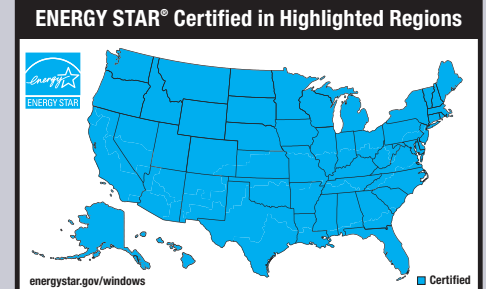 ENERGY STAR® Certified in Highlighted Regions
energy
ENERGY STAR
energystar.gov/windows
Certified